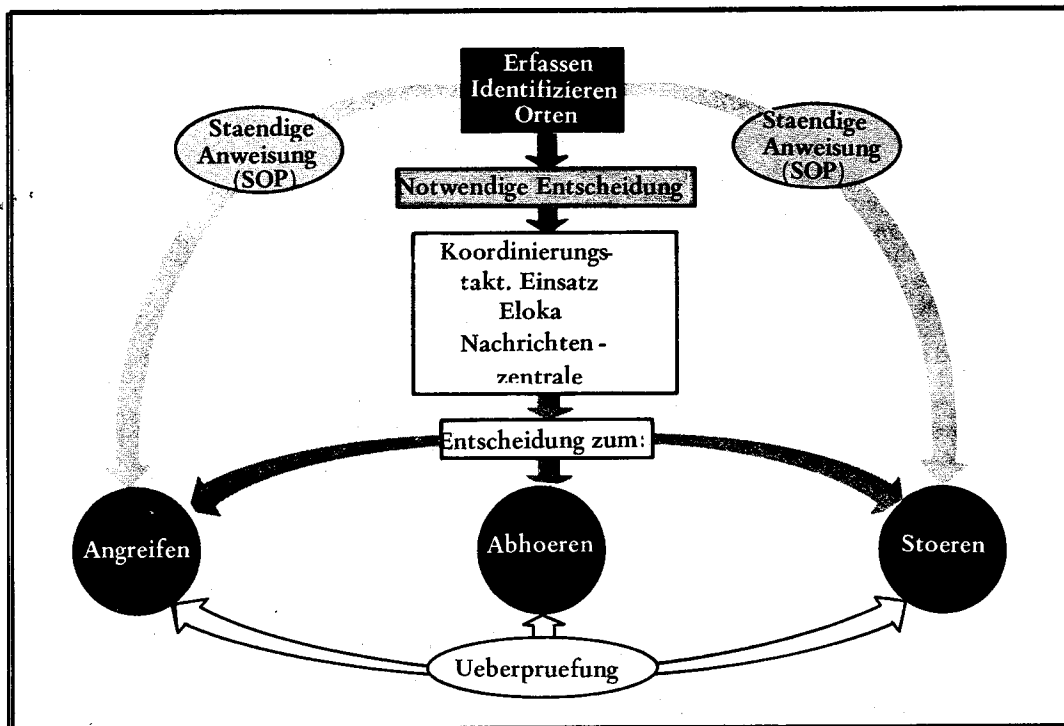 Erfassen
Identifizieren
Orten
Staendige
Anweisung
(SOP)
Staendige
Anweisung
(SOP)
Notwendige Entscheidung
Koordinierungs-
takt. Einsatz
Eloka
Nachrichten-
zentrale
Entscheidung zum:
Angreifen
Abhoeren
Stoeren
Ueberpruefung